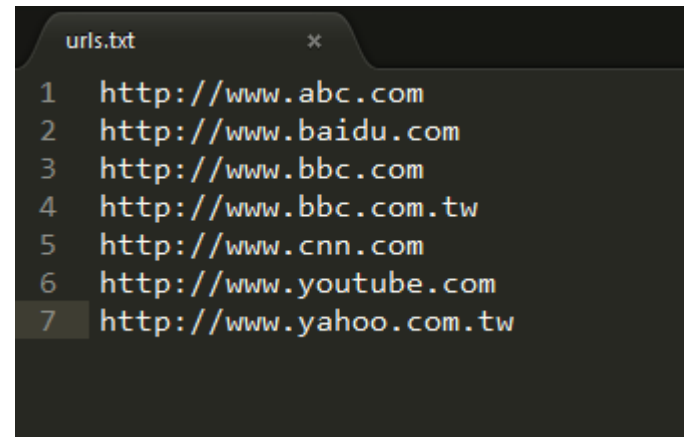 urls.txt ×
1 http://www.abc.com
2 http://www.baidu.com
3 http://www.bbc.com
4 http://www.bbc.com.tw
5 http://www.cnn.com
6 http://www.youtube.com
7 http://www.yahoo.com.tw